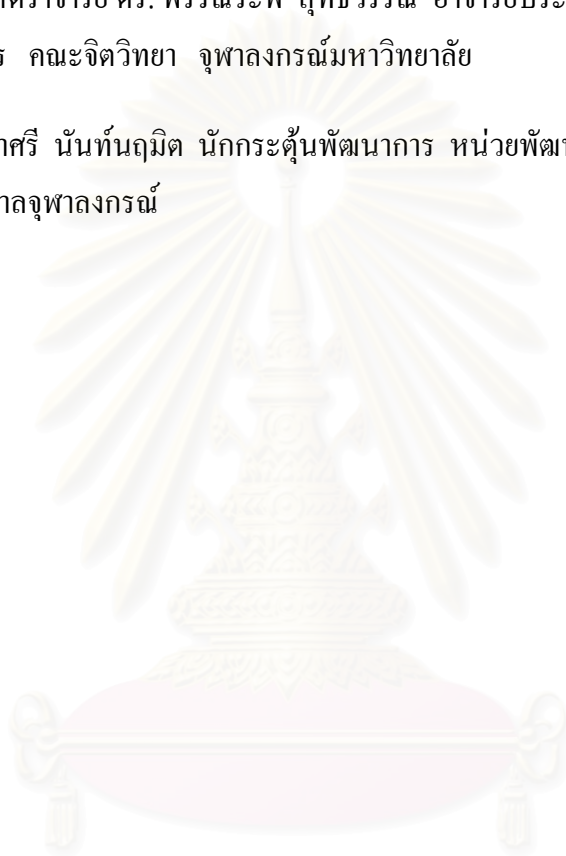 ดร. พรรณระพี สุทธิวรรณ อาจารย์ประ
คณะจิตวิทยา จุฬาลงกรณ์มหาวิทยาลัย
นันท์นฤมิต นักกระตุ้นพัฒนาการ หน่วยพัฒ
าลจุฬาลงกรณ์